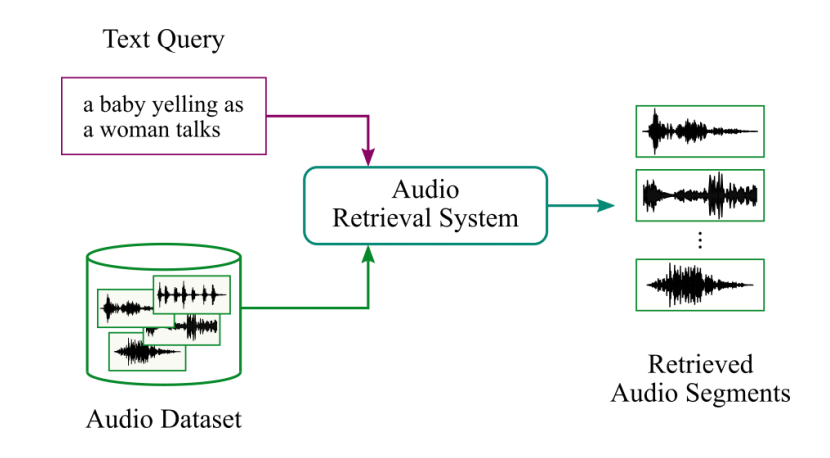 Text Query
a baby yelling as
a woman talks
Audio
Retrieval System
Audio Dataset
Retrieved
Audio Segments